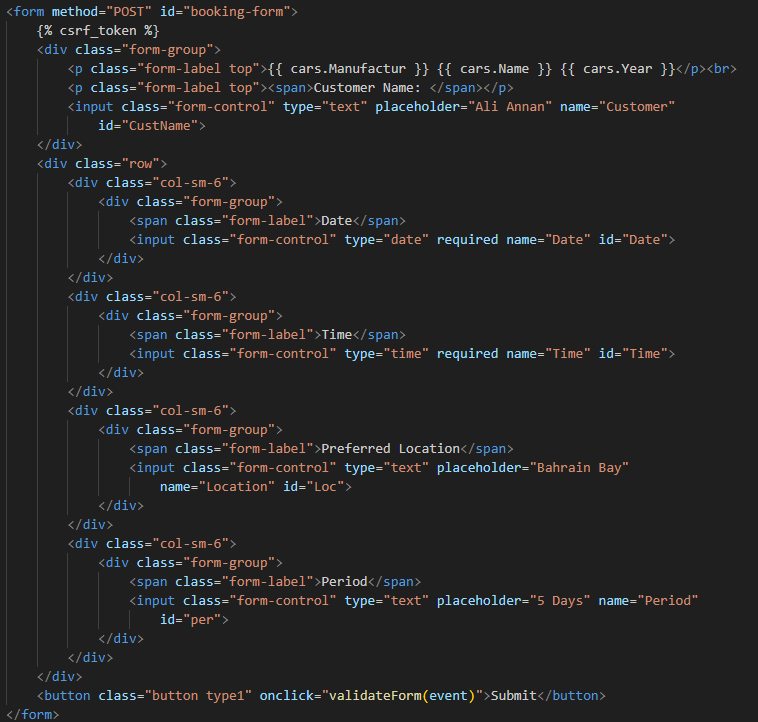 <form method="POST" id="booking-form">
    {% csrf_token %}
    <div class="form-group">
        <p class="form-label top">{{ cars.Manufactur }} {{ cars.Name }} {{ cars.Year }}</p><br>
        <p class="form-label top"><span>Customer Name: </span></p>
        <input class="form-control" type="text" placeholder="Ali Annan" name="Customer"
            id="CustName">
    </div>
    <div class="row">
        <div class="col-sm-6">
            <div class="form-group">
                <span class="form-label">Date</span>
                <input class="form-control" type="date" required name="Date" id="Date">
            </div>
        </div>
        <div class="col-sm-6">
            <div class="form-group">
                <span class="form-label">Time</span>
                <input class="form-control" type="time" required name="Time" id="Time">
            </div>
        </div>
        <div class="col-sm-6">
            <div class="form-group">
                <span class="form-label">Preferred Location</span>
                <input class="form-control" type="text" placeholder="Bahrain Bay"
                    name="Location" id="Loc">
            </div>
        </div>
        <div class="col-sm-6">
            <div class="form-group">
                <span class="form-label">Period</span>
                <input class="form-control" type="text" placeholder="5 Days" name="Period"
                    id="per">
            </div>
        </div>
    </div>
    <button class="button type1" onclick="validateForm(event)">Submit</button>
</form>